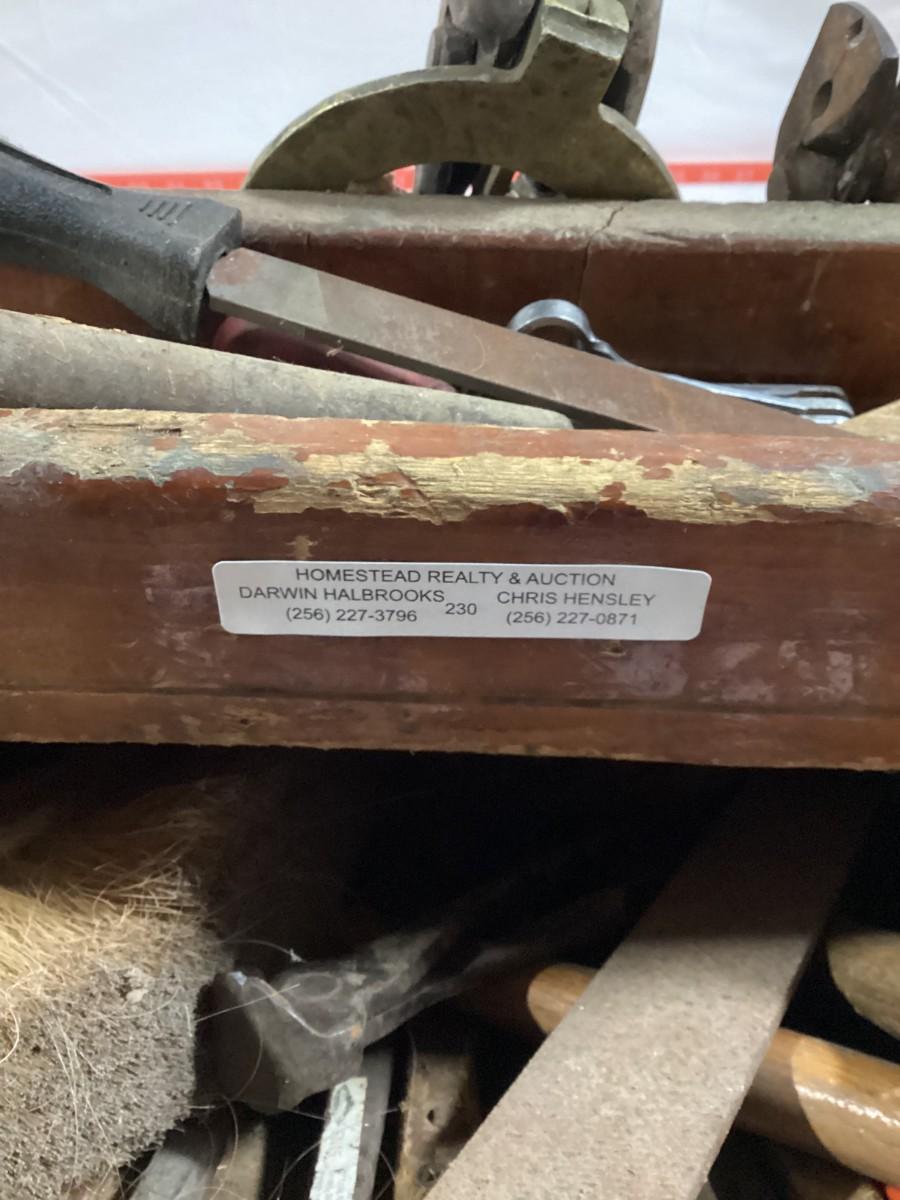 HOMESTEAD REALTY & AUCTION
DARWIN HALBROOKS 230 CHRIS HENSLEY
(256) 227-3796 (256) 227-0871